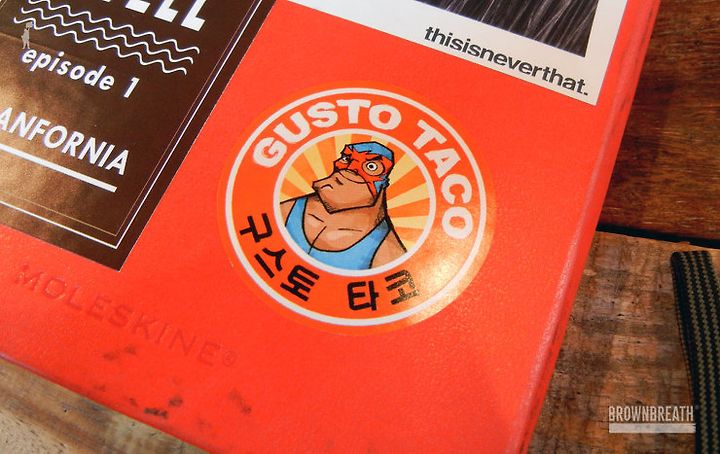 episode 1
ANFORNIA
thisisneverthat.
GUSTO TACO
구스토 타코
MOLESKINE®
BROWNBREATH